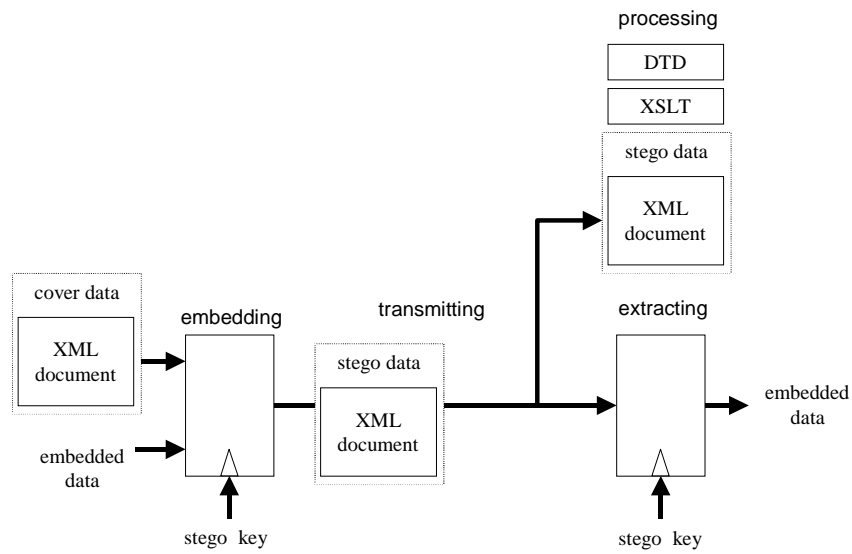 processing
DTD
XSLT
stego data
XML
document
cover data
XML
document
embedded
data
embedding
stego key
transmitting
stego data
XML
document
extracting
stego key
embedded
data